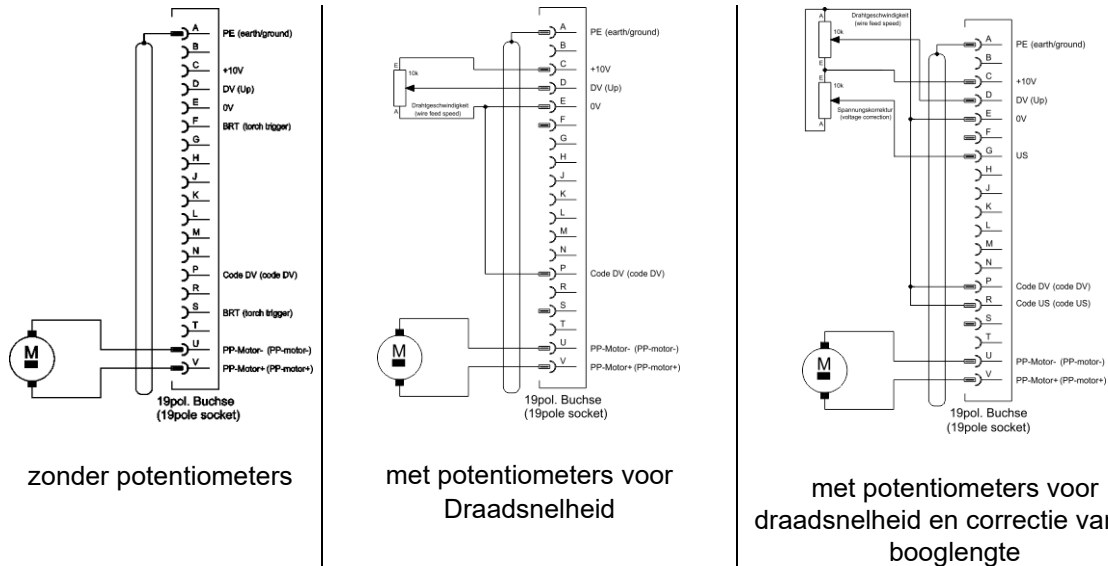 A PE (earth/ground)
B
C +10V
D DV (Up)
E 0V
F BRT (torch trigger)
G
H
J
K
L
M
N
P Code DV (code DV)
R
S BRT (torch trigger)
T
U PP-Motor- (PP-motor-)
V PP-Motor+ (PP-motor+)
M
19pol. Buchse
(19pole socket)
zonder potentiometers
A PE (earth/ground)
B
E
10k
C +10V
D DV (Up)
Drahtgeschwindigkeit
(wire feed speed)
A
E 0V
F
G
H
J
K
L
M
N
P Code DV (code DV)
R
S
T
U PP-Motor- (PP-motor-)
V PP-Motor+ (PP-motor+)
M
19pol. Buchse
(19pole socket)
met potentiometers voor
Draadsnelheid
A
Drahtgeschwindigkeit
(wire feed speed)
10k
E
E
10k
Spannungskorrektur
(voltage correction)
A
A PE (earth/ground)
B
C +10V
D DV (Up)
E 0V
F
G US
H
J
K
L
M
N
P Code DV (code DV)
R Code US (code US)
S
T
U PP-Motor- (PP-motor-)
V PP-Motor+ (PP-motor+)
M
19pol. Buchse
(19pole socket)
met potentiometers voor
draadsnelheid en correctie va
booglengte